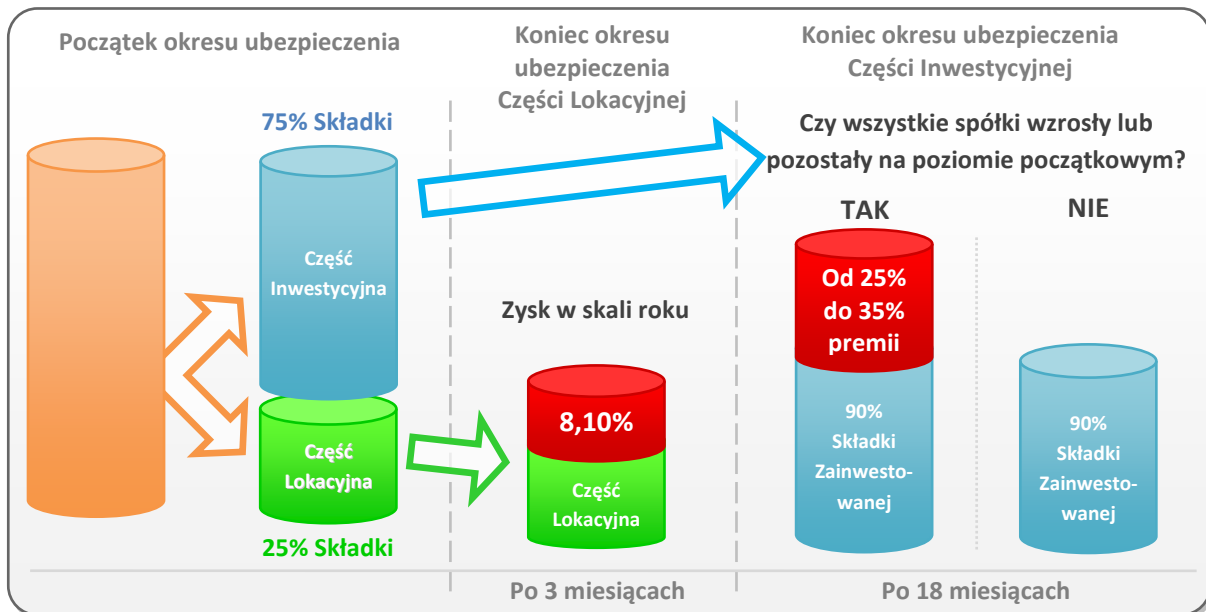 Początek okresu ubezpieczenia
75% Składki
Część
Inwestycyjna
Część
Lokacyjna
25% Składki
Koniec okresu
ubezpieczenia
Części Lokacyjnej
Zysk w skali roku
8,10%
Część
Lokacyjna
Po 3 miesiącach
Koniec okresu ubezpieczenia
Części Inwestycyjnej
Czy wszystkie spółki wzrosły lub
pozostały na poziomie początkowym?
TAK
Od 25%
do 35%
premii
90%
Składki
Zainwesto-
wanej
NIE
90%
Składki
Zainwesto-
wanej
Po 18 miesiącach